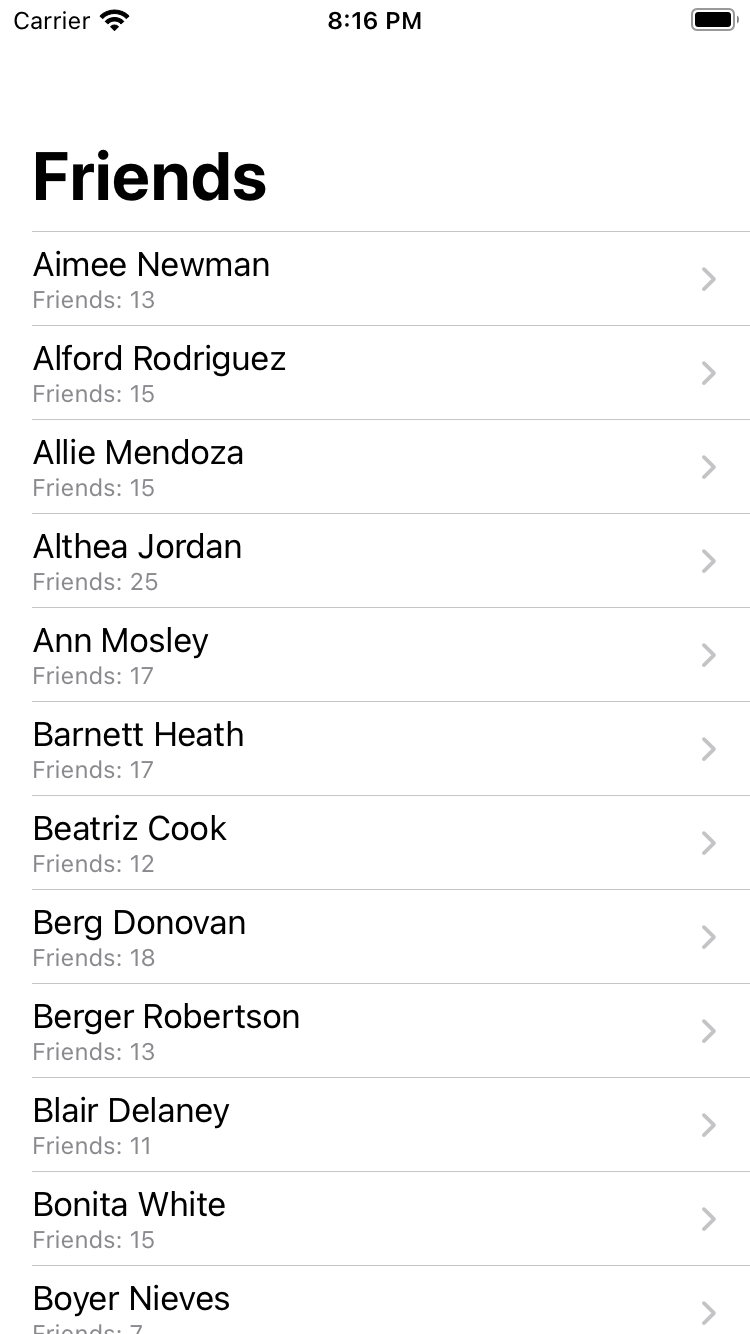 Carrier 8:16 PM
Friends
Aimee Newman
Friends: 13
Alford Rodriguez
Friends: 15
Allie Mendoza
Friends: 15
Althea Jordan
Friends: 25
Ann Mosley
Friends: 17
Barnett Heath
Friends: 17
Beatriz Cook
Friends: 12
Berg Donovan
Friends: 18
Berger Robertson
Friends: 13
Blair Delaney
Friends: 11
Bonita White
Friends: 15
Boyer Nieves
Friends: 7